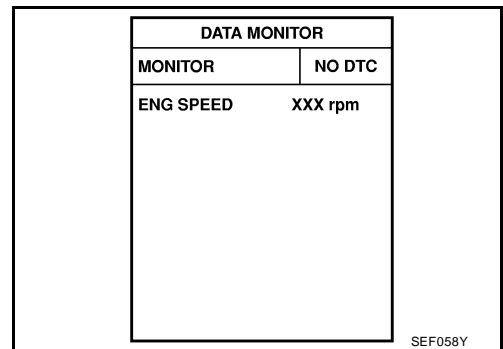 DATA MONITOR
MONITOR NO DTC
ENG SPEED XXX rpm
SEF058Y